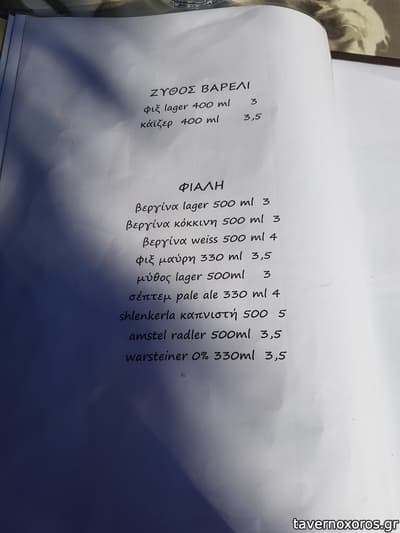 ΖΥΘΟΣ ΒΑΡΕΛΙ
φιξ lager 400 ml 3
κάϊζερ 400 ml 3,5
ΦΙΑΛΗ
βεργίνα lager 500 ml 3
βεργίνα κόκκινη 500 ml 3
βεργίνα weiss 500 ml 4
φιξ μαύρη 330 ml 3,5
μύθος lager 500ml 3
σέπτεμ pale ale 330 ml 4
shlenkerla καπνιστή 500 5
amstel radler 500ml 3,5
warsteiner 0% 330ml 3,5
tavernoxoros.gr